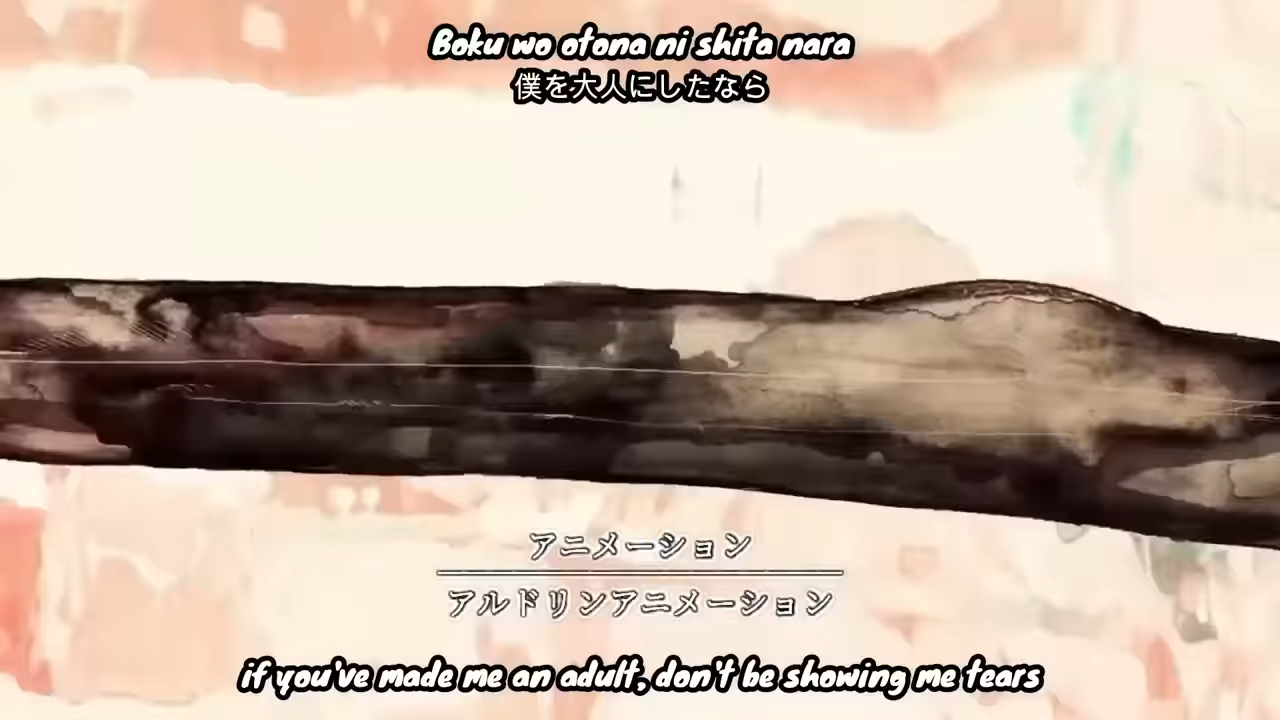 Boku wo otona ni shita nara
僕を大人にしたなら
アニメーション
アルドリンアニメーション
if you've made me an adult, don't be showing me tears